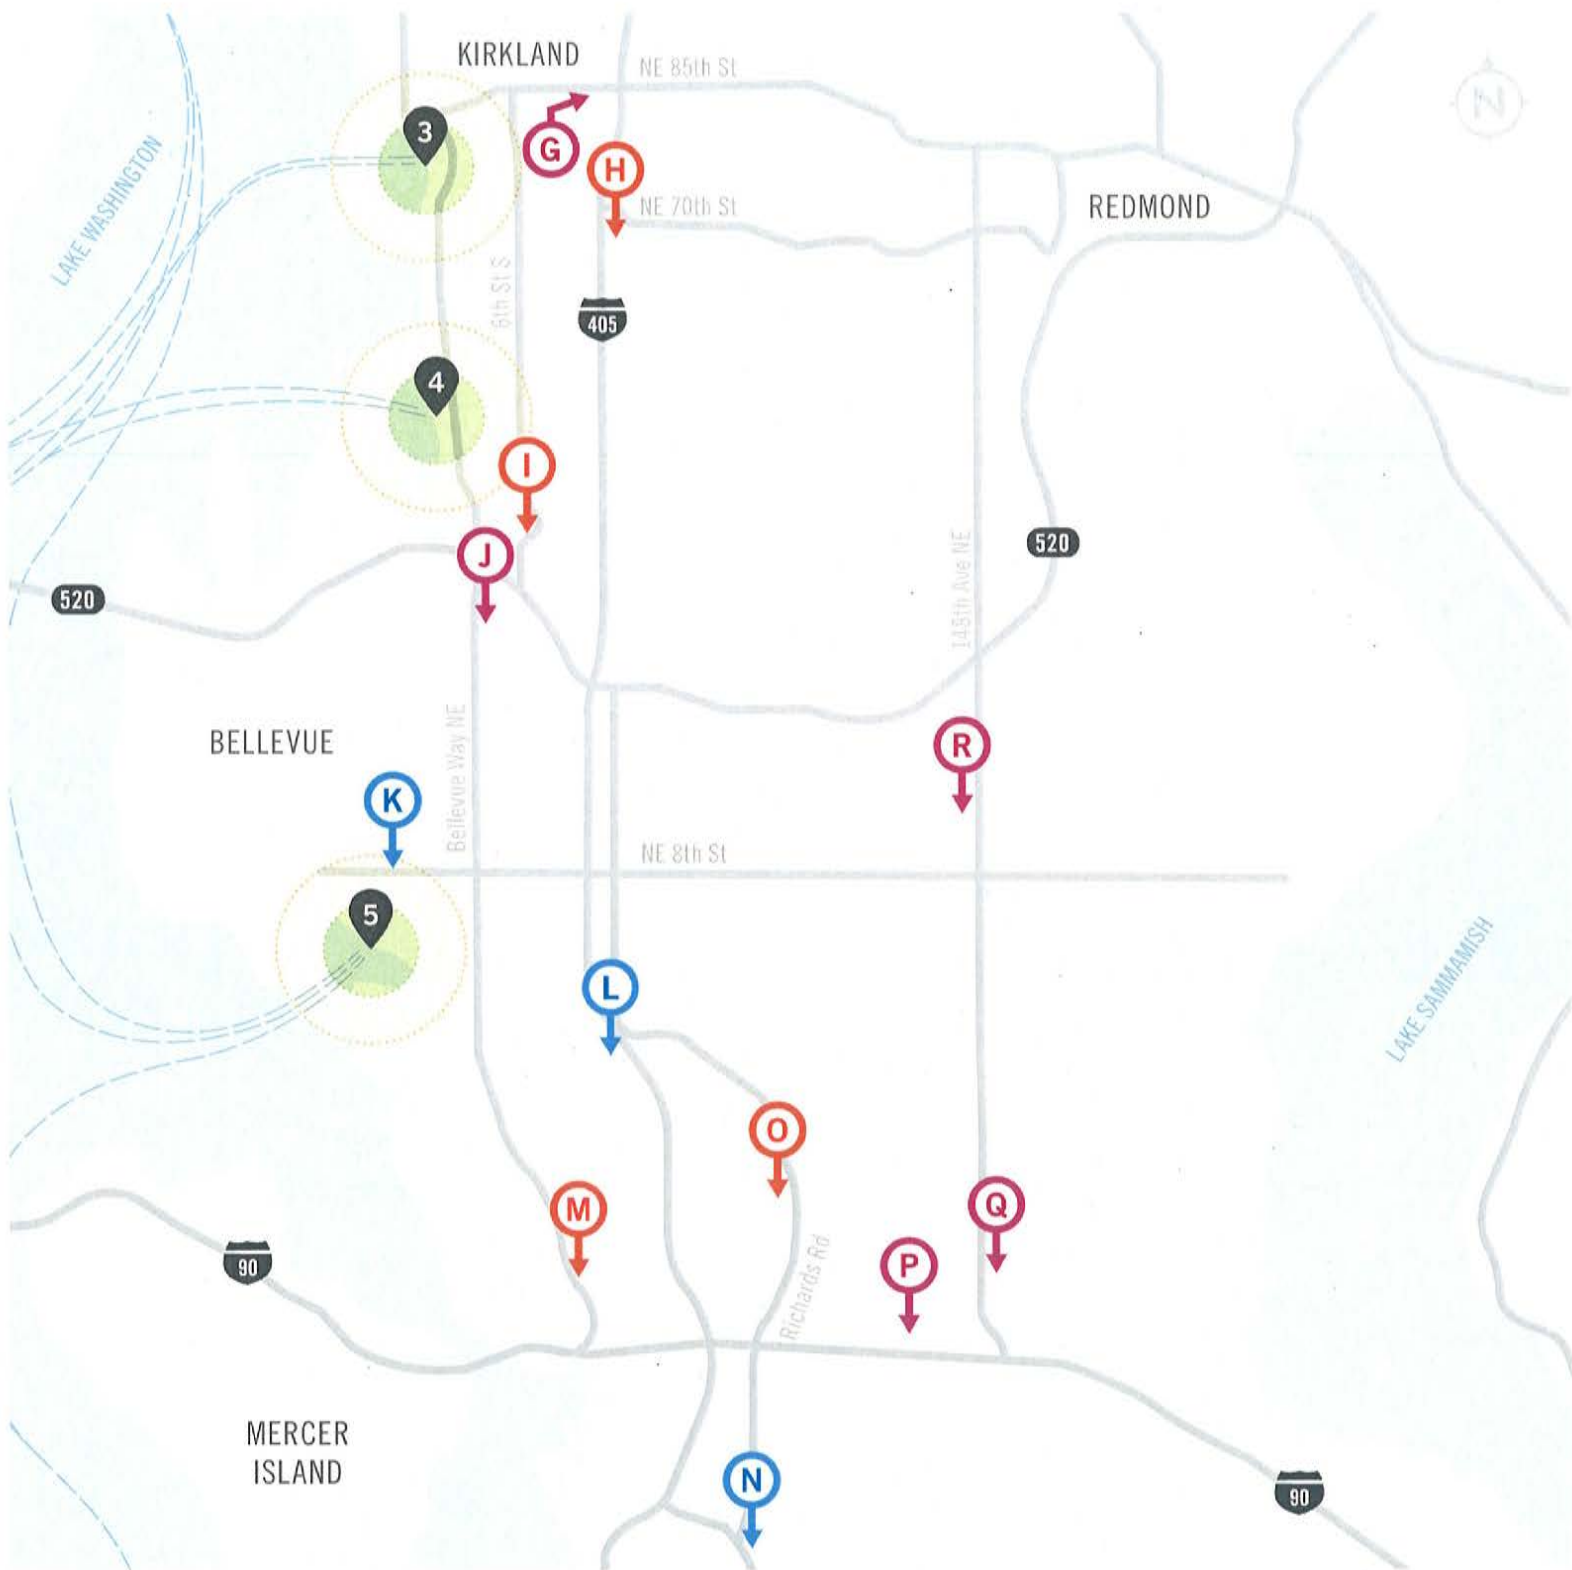 KIRKLAND
NE 85th St
3
G
H
N
LAKE WASHINGTON
NE 70th St
REDMOND
6th St S
405
4
I
J
520
520
148th Ave NE
BELLEVUE
Bellevue Way NE
R
K
NE 8th St
5
L
LAKE SAMMAMISH
O
M
Q
90
P
Richards Rd
MERCER
ISLAND
N
90